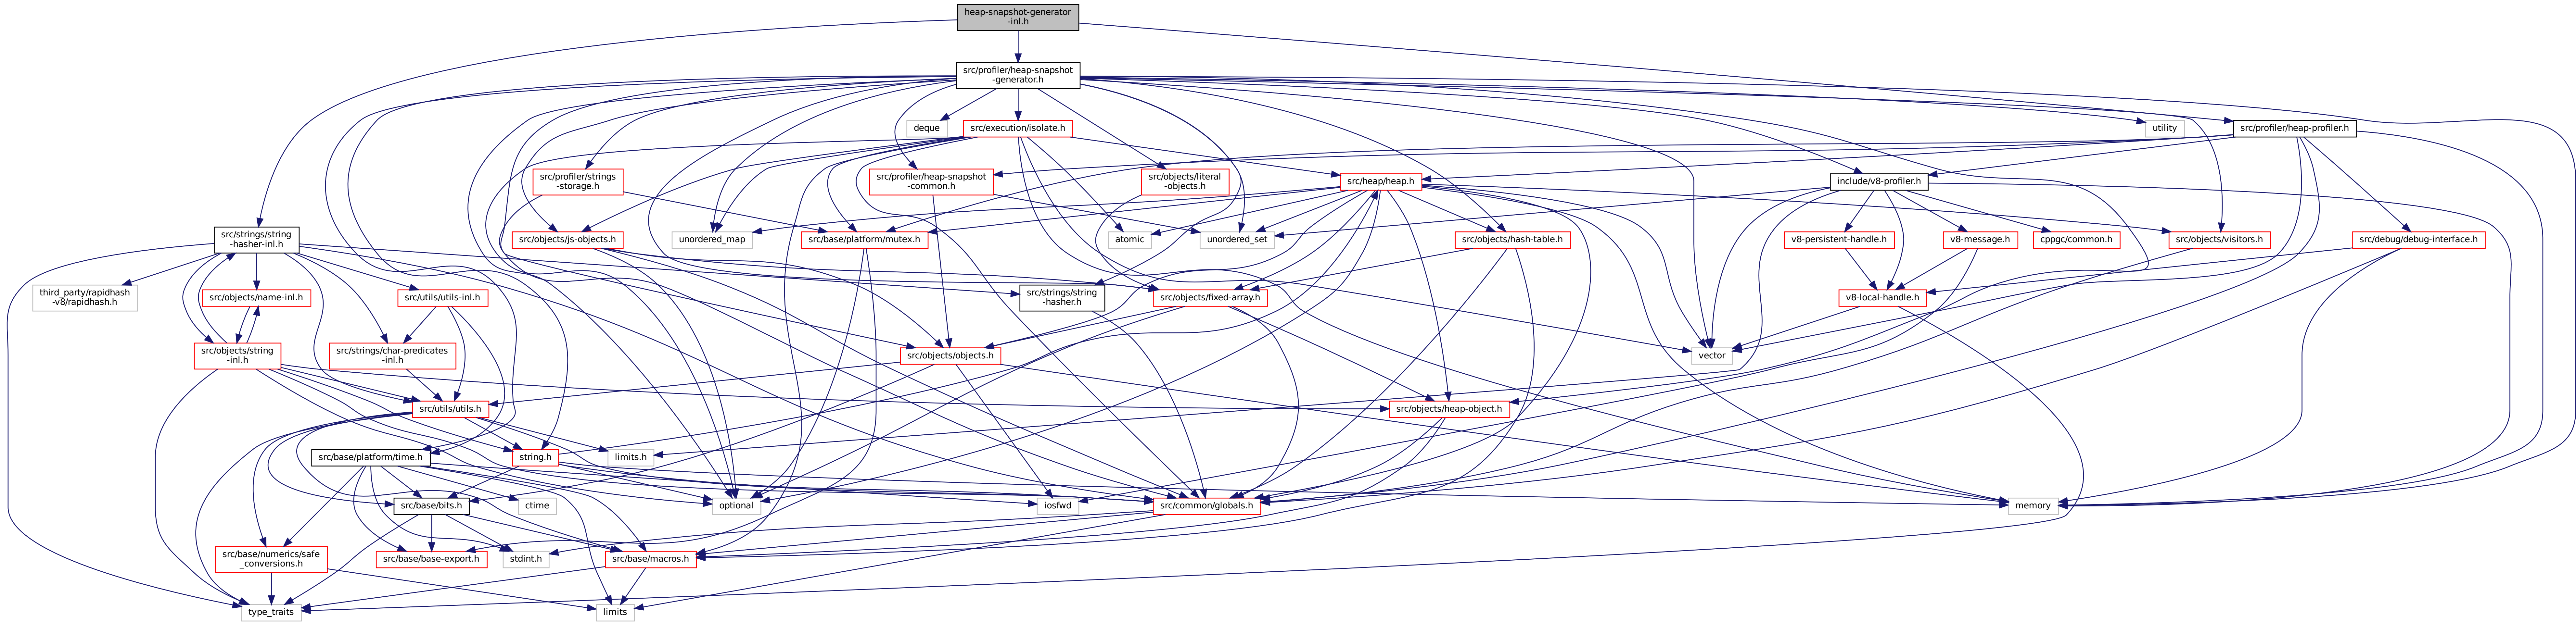 heap-snapshot-generator
-inl.h
src/profiler/heap-snapshot
-generator.h
deque
src/execution/isolate.h
utility
src/profiler/heap-profiler.h
src/profiler/strings
-storage.h
src/profiler/heap-snapshot
-common.h
src/objects/literal
-objects.h
src/heap/heap.h
include/v8-profiler.h
src/strings/string
-hasher-inl.h
src/objects/js-objects.h
unordered_map
src/base/platform/mutex.h
atomic
unordered_set
src/objects/hash-table.h
v8-persistent-handle.h
v8-message.h
cppgc/common.h
src/objects/visitors.h
src/debug/debug-interface.h
third_party/rapidhash
-v8/rapidhash.h
src/objects/name-inl.h
src/utils/utils-inl.h
src/strings/string
-hasher.h
src/objects/fixed-array.h
v8-local-handle.h
src/objects/string
-inl.h
src/strings/char-predicates
-inl.h
src/objects/objects.h
vector
src/utils/utils.h
src/objects/heap-object.h
src/base/platform/time.h
string.h
limits.h
src/base/bits.h
ctime
optional
iosfwd
src/common/globals.h
memory
src/base/numerics/safe
_conversions.h
src/base/base-export.h
stdint.h
src/base/macros.h
type_traits
limits